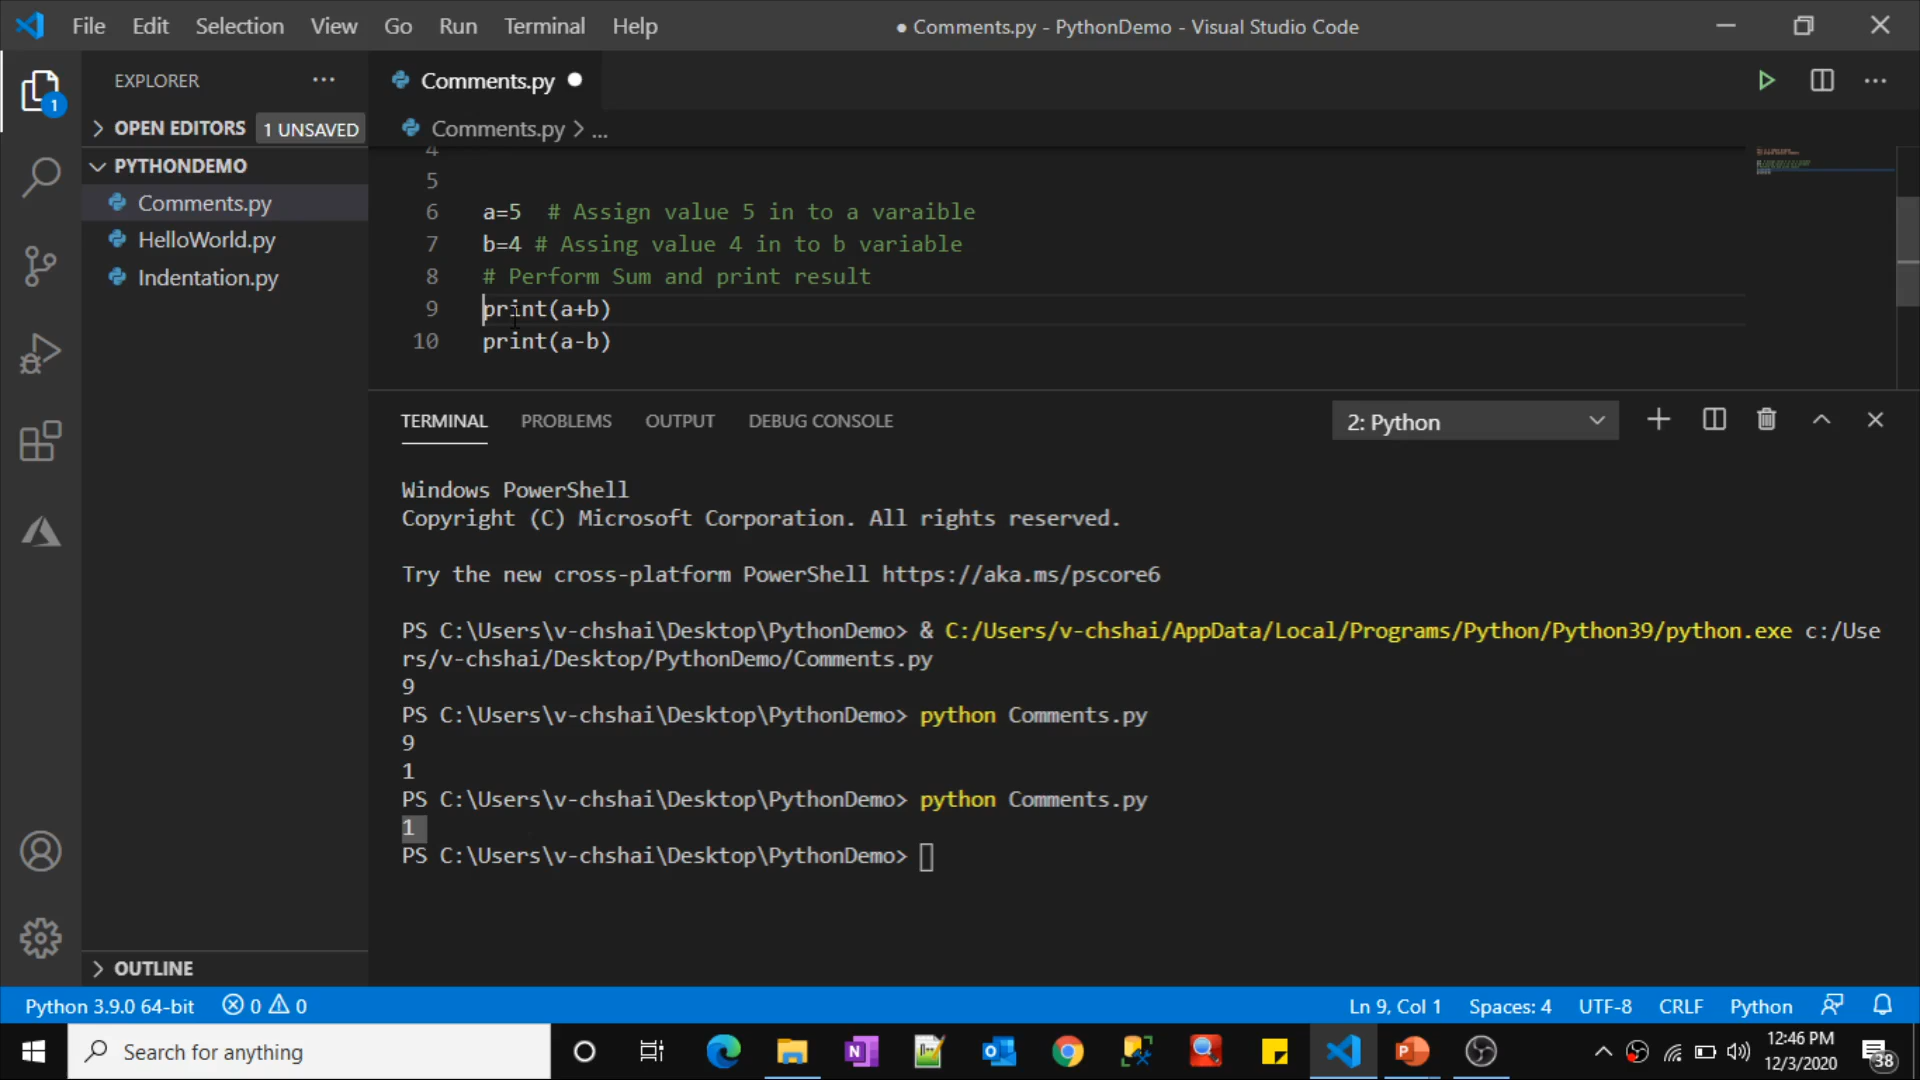 File Edit Selection View Go Run Terminal Help
● Comments.py - PythonDemo - Visual Studio Code
EXPLORER
Comments.py
1
OPEN EDITORS 1 UNSAVED
Comments.py > ...
PYTHONDEMO
Comments.py
HelloWorld.py
Indentation.py
4
5
6 a=5 # Assign value 5 in to a varaible
7 b=4 # Assing value 4 in to b variable
8 # Perform Sum and print result
9 print(a+b)
10 print(a-b)
TERMINAL PROBLEMS OUTPUT DEBUG CONSOLE
2: Python
Windows PowerShell
Copyright (C) Microsoft Corporation. All rights reserved.
Try the new cross-platform PowerShell https://aka.ms/pscore6
PS C:\Users\v-chshai\Desktop\PythonDemo> & C:/Users/v-chshai/AppData/Local/Programs/Python/Python39/python.exe c:/Use
rs/v-chshai/Desktop/PythonDemo/Comments.py
9
PS C:\Users\v-chshai\Desktop\PythonDemo> python Comments.py
9
1
PS C:\Users\v-chshai\Desktop\PythonDemo> python Comments.py
1
PS C:\Users\v-chshai\Desktop\PythonDemo>
OUTLINE
Python 3.9.0 64-bit 0 0
Ln 9, Col 1 Spaces: 4 UTF-8 CRLF Python
Search for anything
12:46 PM
12/3/2020
38